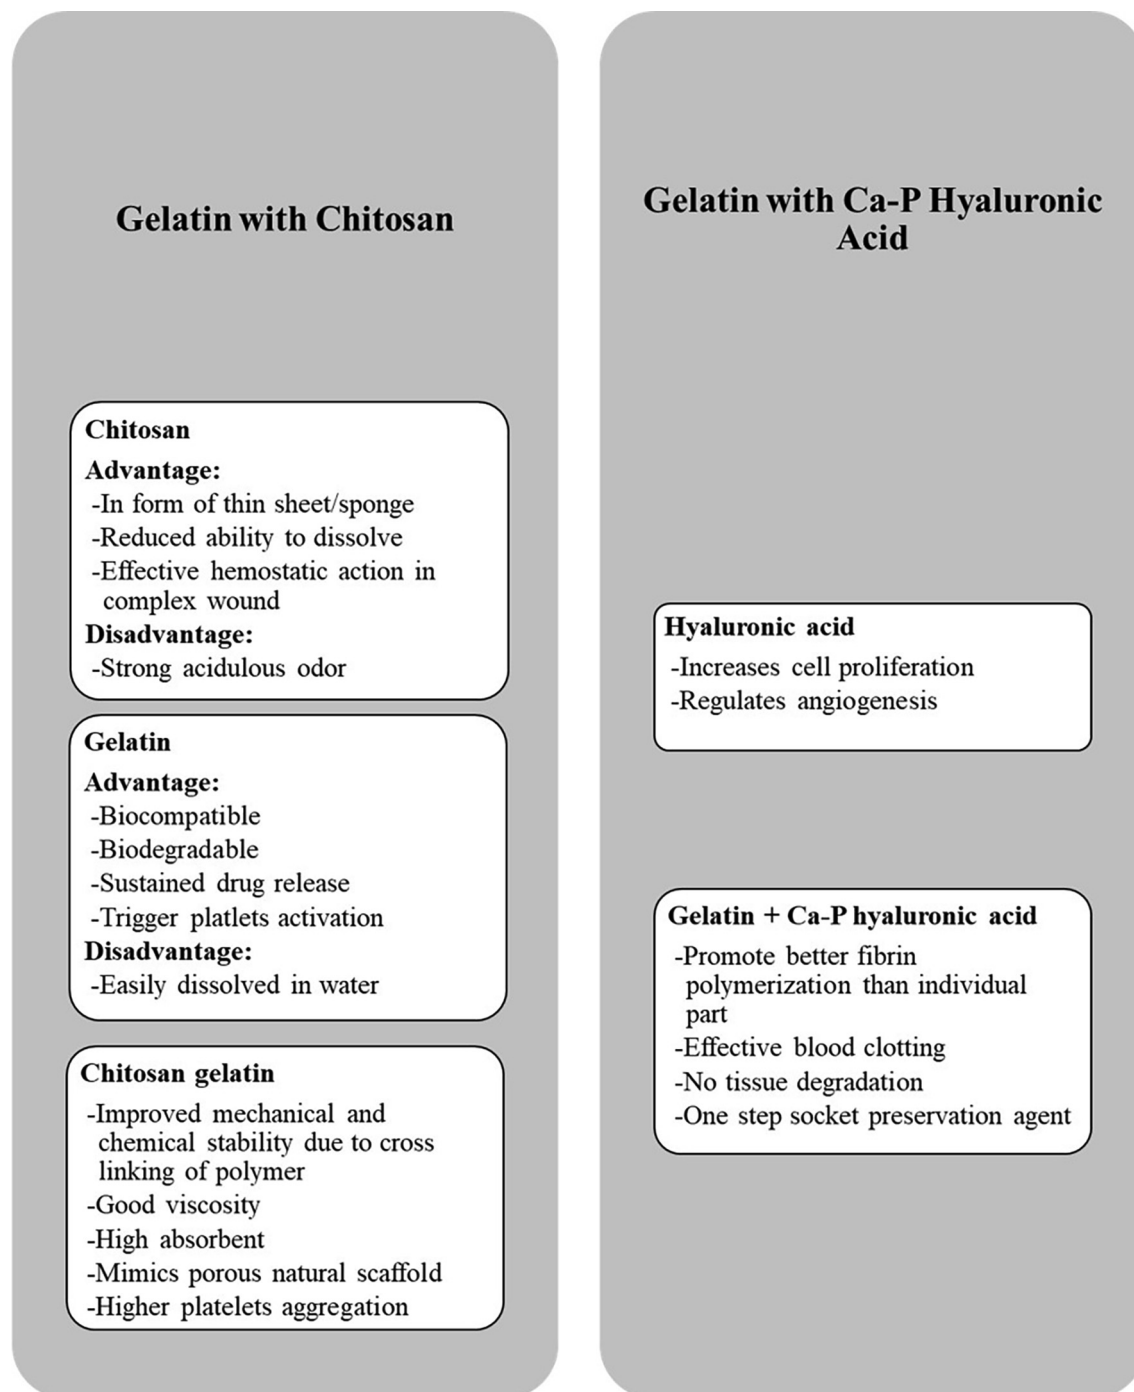 Gelatin with Chitosan
Chitosan
Advantage:
-In form of thin sheet/sponge
-Reduced ability to dissolve
-Effective hemostatic action in
complex wound
Disadvantage:
-Strong acidulous odor
Gelatin
Advantage:
-Biocompatible
-Biodegradable
-Sustained drug release
-Trigger platlets activation
Disadvantage:
-Easily dissolved in water
Chitosan gelatin
-Improved mechanical and
chemical stability due to cross
linking of polymer
-Good viscosity
-High absorbent
-Mimics porous natural scaffold
-Higher platelets aggregation
Gelatin with Ca-P Hyaluronic
Acid
Hyaluronic acid
-Increases cell proliferation
-Regulates angiogenesis
Gelatin + Ca-P hyaluronic acid
-Promote better fibrin
polymerization than individual
part
-Effective blood clotting
-No tissue degradation
-One step socket preservation agent